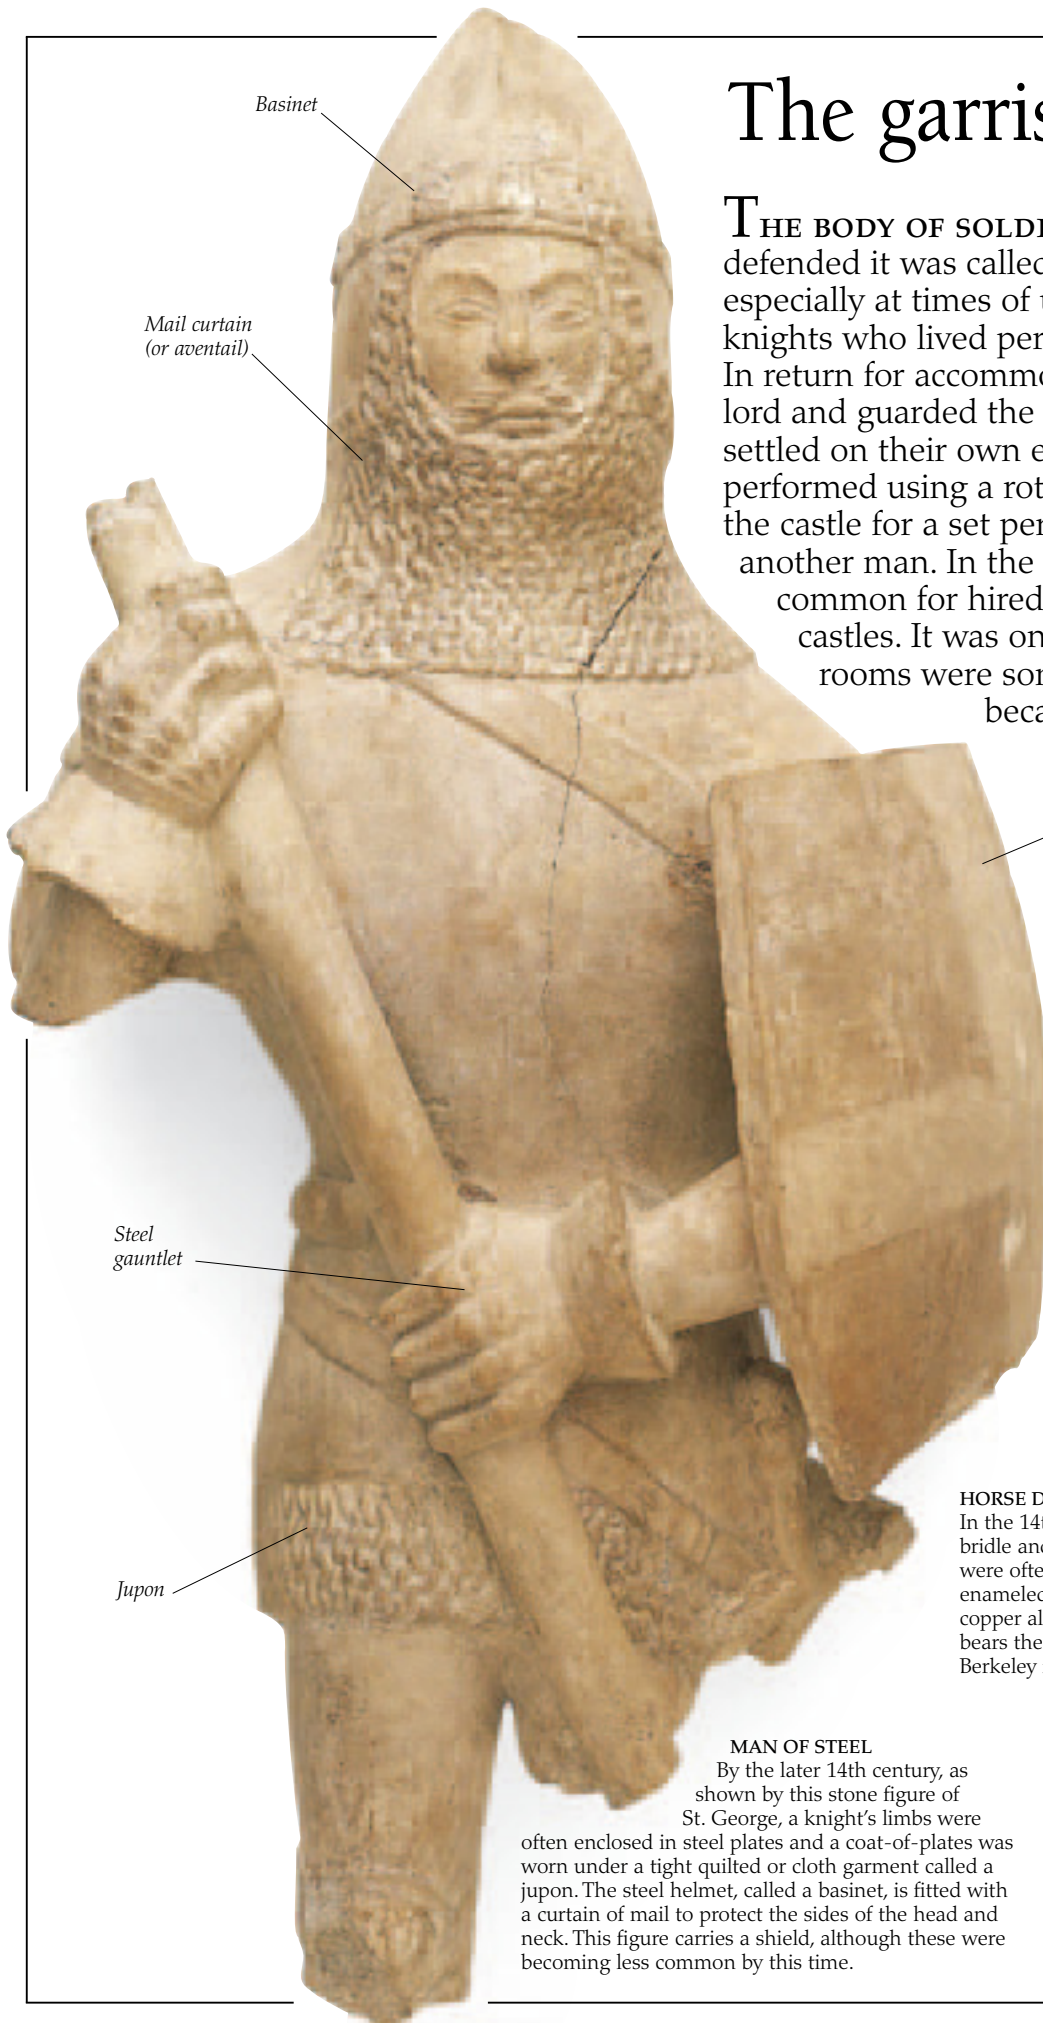 The garris
THE BODY OF SOLDI
defended it was called
especially at times of
knights who lived per
In return for accommo
lord and guarded the
settled on their own e
performed using a rot
the castle for a set per
another man. In the
common for hired
castles. It was on
rooms were som
beca
Basinet
Mail curtain
(or aventail)
Steel
gauntlet
Jupon
HORSE D
In the 14t
bridle and
were ofte
enameled
copper al
bears the
Berkeley
MAN OF STEEL
By the later 14th century, as
shown by this stone figure of
St. George, a knight's limbs were
often enclosed in steel plates and a coat-of-plates was
worn under a tight quilted or cloth garment called a
jupon. The steel helmet, called a basinet, is fitted with
a curtain of mail to protect the sides of the head and
neck. This figure carries a shield, although these were
becoming less common by this time.